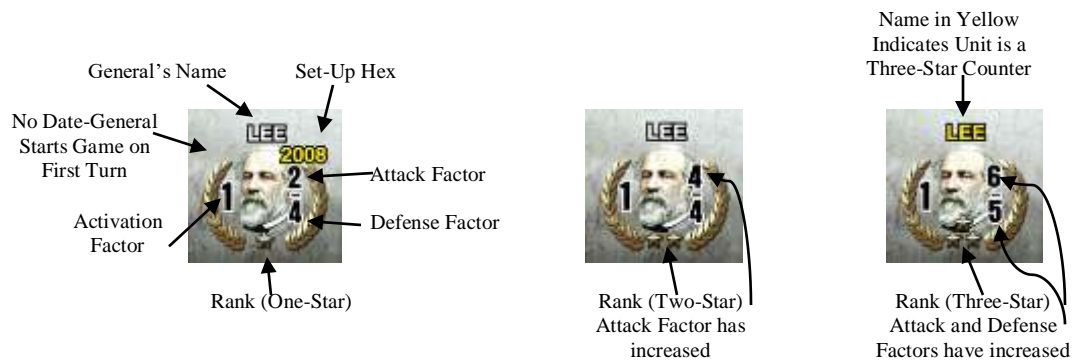 General’s Name
Set-Up Hex
No Date-General
Starts Game on
First Turn
LEE
2008
1
2
4
Attack Factor
Defense Factor
Activation
Factor
Rank (One-Star)
LEE
1
4
4
Rank (Two-Star)
Attack Factor has
increased
Name in Yellow
Indicates Unit is a
Three-Star Counter
LEE
1
6
5
Rank (Three-Star)
Attack and Defense
Factors have increased